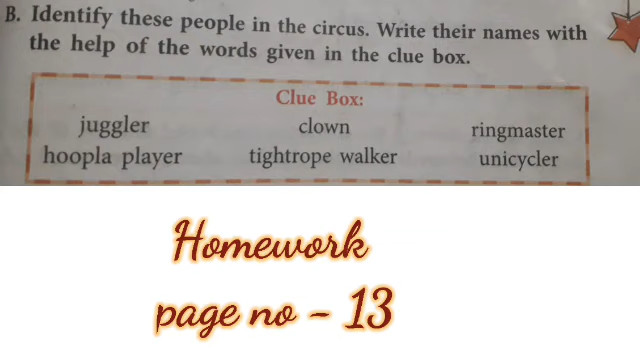 B. Identify these people in the circus. Write their names with
the help of the words given in the clue box.
Clue Box:
juggler clown ringmaster
hoopla player tightrope walker unicycler
Homework
page no - 13